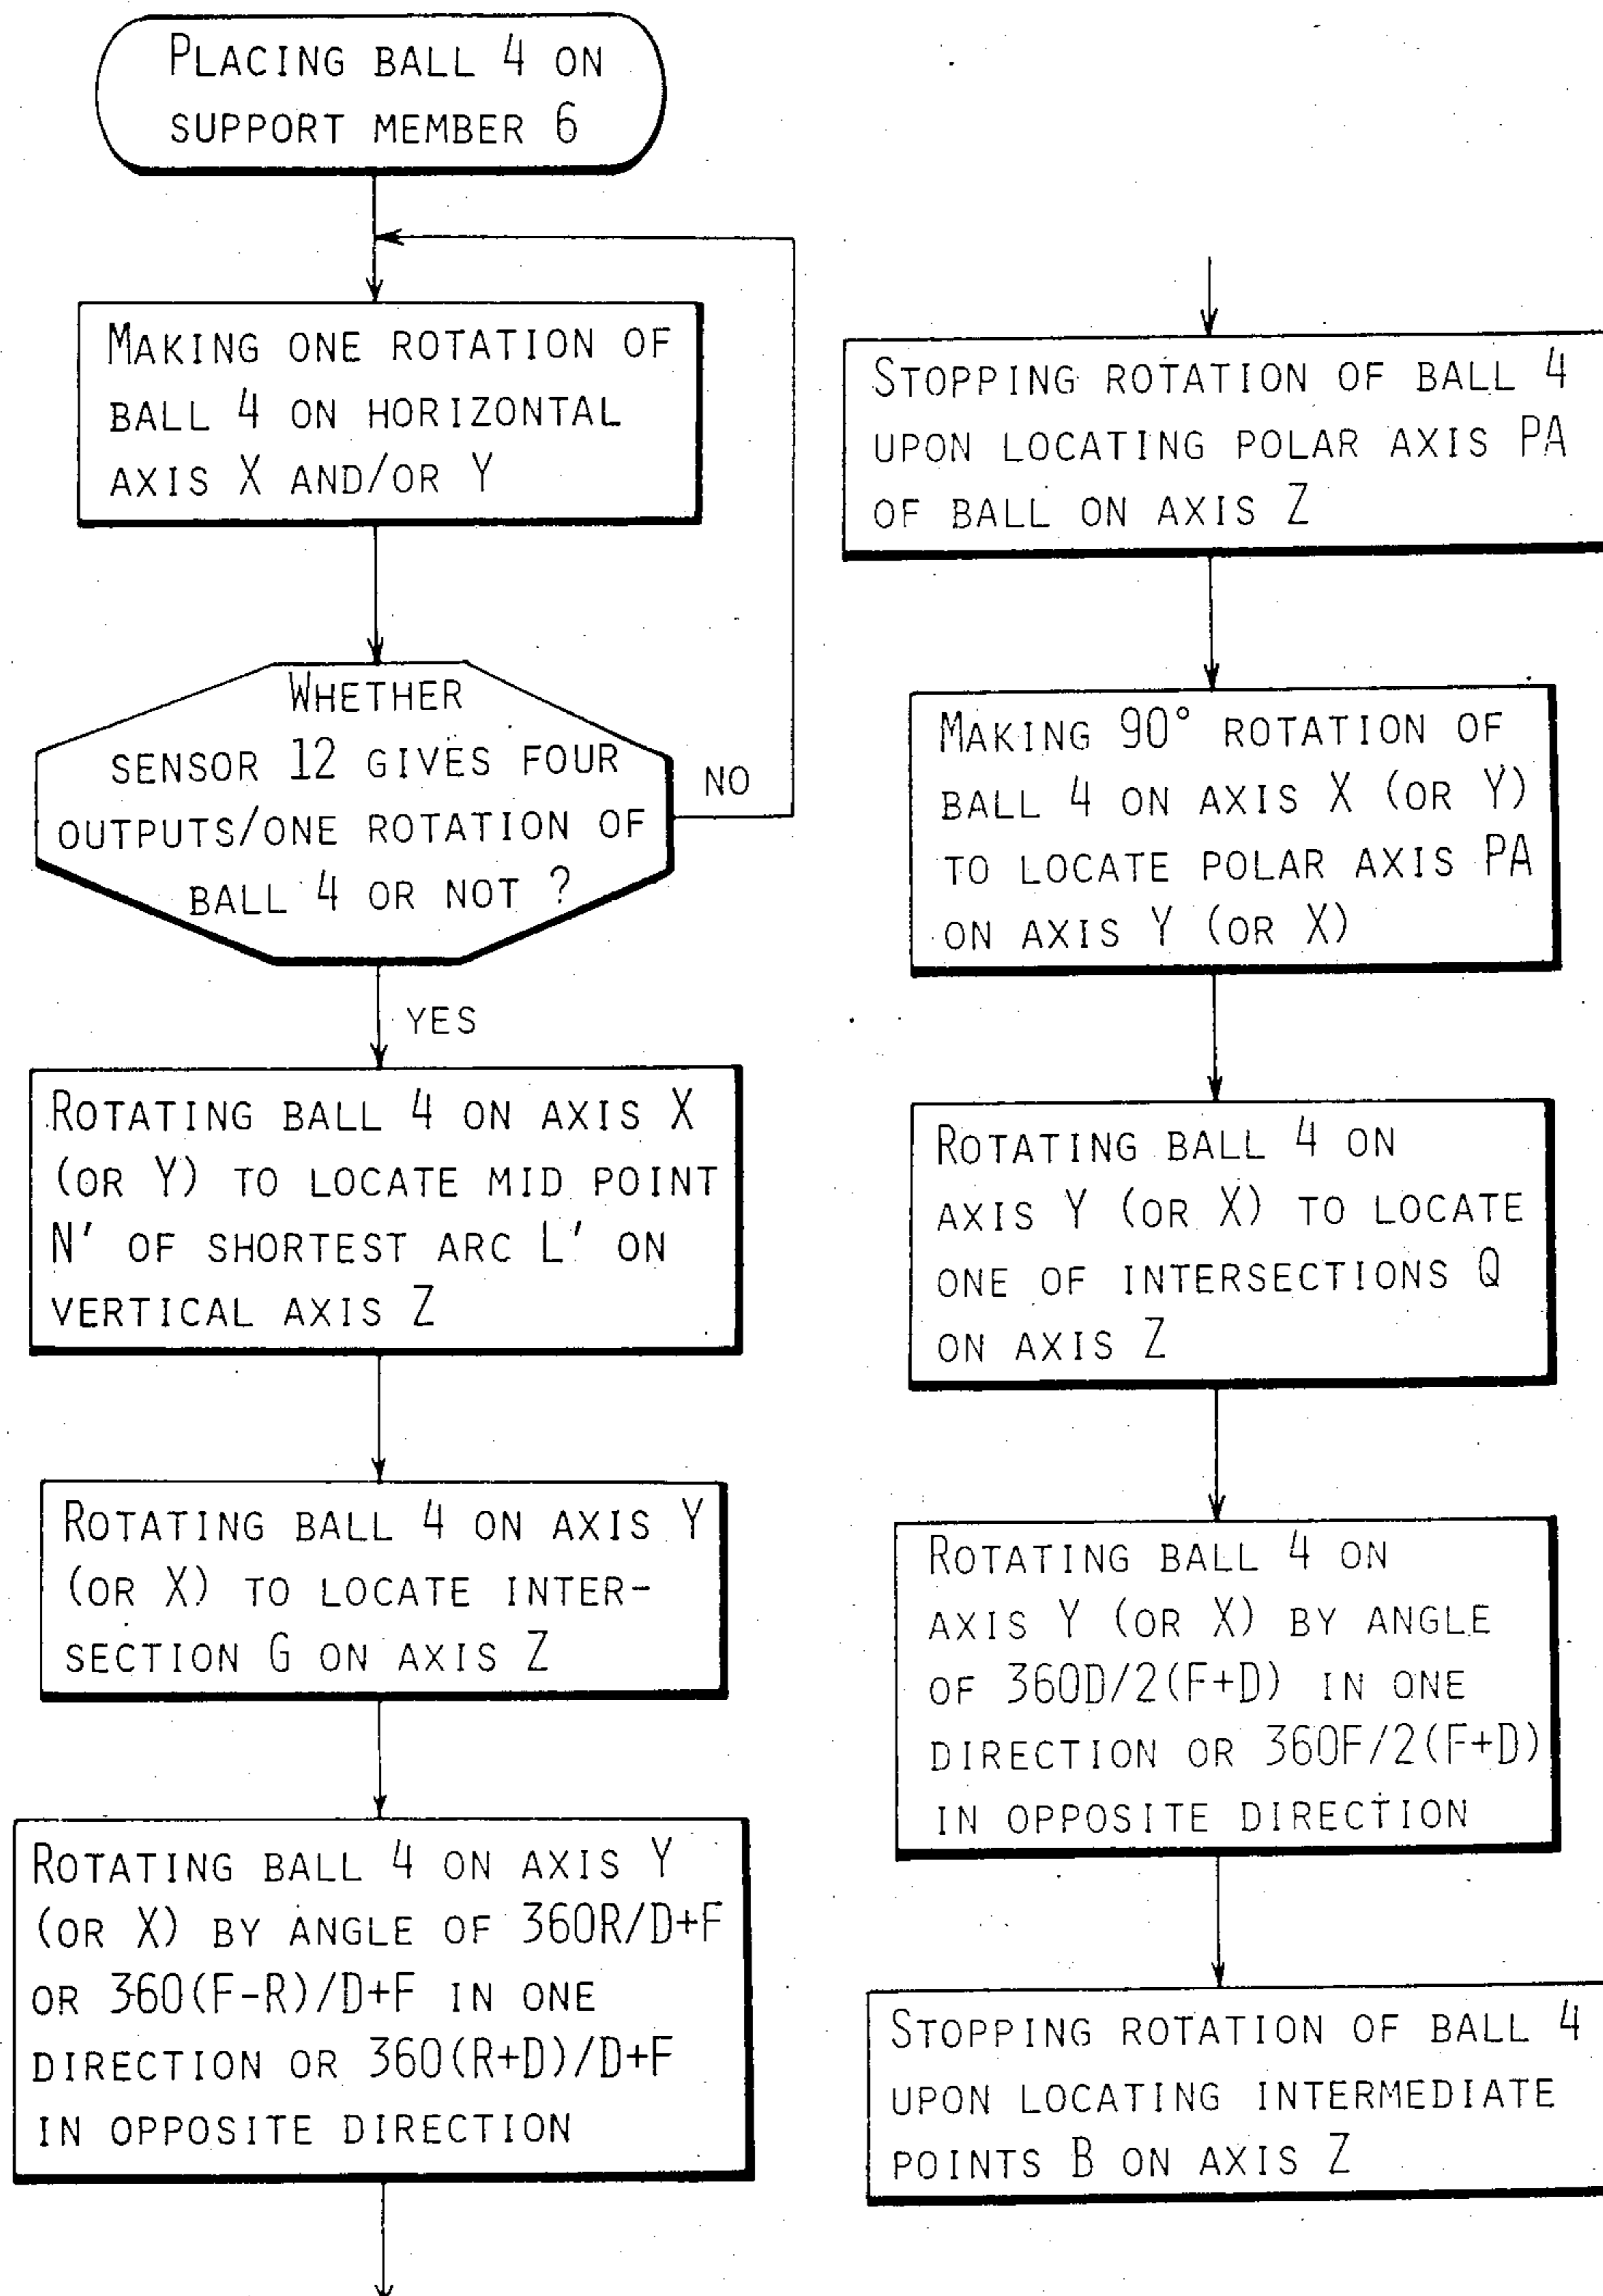 PLACING BALL 4 ON
SUPPORT MEMBER 6
MAKING ONE ROTATION OF
BALL 4 ON HORIZONTAL
AXIS X AND/OR Y
WHETHER
SENSOR 12 GIVES FOUR
OUTPUTS/ONE ROTATION OF
BALL 4 OR NOT ?
NO
YES
ROTATING BALL 4 ON AXIS X
(OR Y) TO LOCATE MID POINT
N' OF SHORTEST ARC L' ON
VERTICAL AXIS Z
ROTATING BALL 4 ON AXIS Y
(OR X) TO LOCATE INTER-
SECTION G ON AXIS Z
ROTATING BALL 4 ON AXIS Y
(OR X) BY ANGLE OF 360R/D+F
OR 360(F-R)/D+F IN ONE
DIRECTION OR 360(R+D)/D+F
IN OPPOSITE DIRECTION
STOPPING ROTATION OF BALL 4
UPON LOCATING POLAR AXIS PA
OF BALL ON AXIS Z
MAKING 90° ROTATION OF
BALL 4 ON AXIS X (OR Y)
TO LOCATE POLAR AXIS PA
ON AXIS Y (OR X)
ROTATING BALL 4 ON
AXIS Y (OR X) TO LOCATE
ONE OF INTERSECTIONS Q
ON AXIS Z
ROTATING BALL 4 ON
AXIS Y (OR X) BY ANGLE
OF 360D/2(F+D) IN ONE
DIRECTION OR 360F/2(F+D)
IN OPPOSITE DIRECTION
STOPPING ROTATION OF BALL 4
UPON LOCATING INTERMEDIATE
POINTS B ON AXIS Z